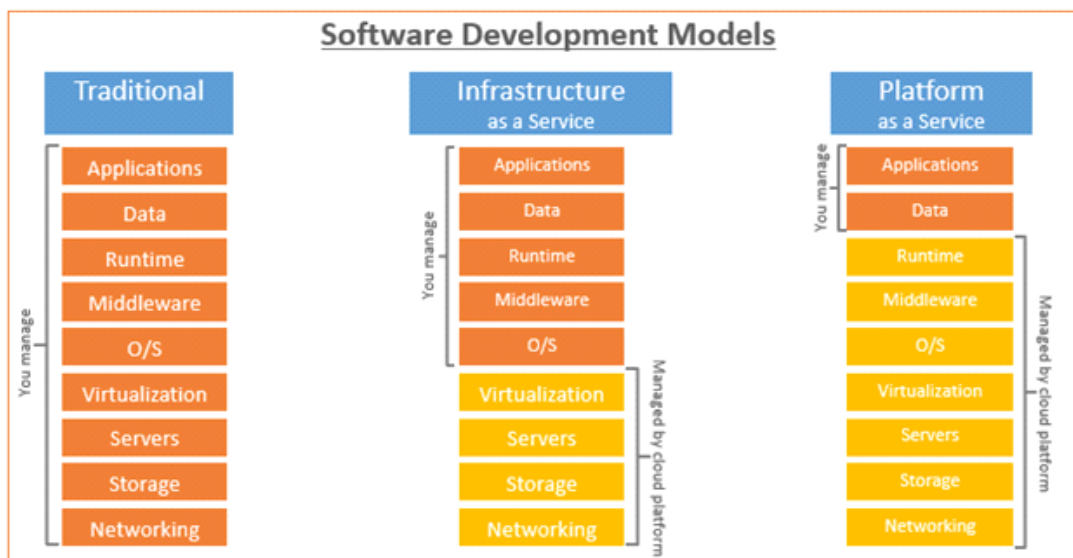 Software Development Models
Traditional
You manage
Applications
Data
Runtime
Middleware
O/S
Virtualization
Servers
Storage
Networking
Infrastructure
as a Service
You manage
Applications
Data
Runtime
Middleware
O/S
Virtualization
Servers
Storage
Networking
Managed by cloud platform
Platform
as a Service
You manage
Applications
Data
Runtime
Middleware
O/S
Virtualization
Servers
Storage
Networking
Managed by cloud platform